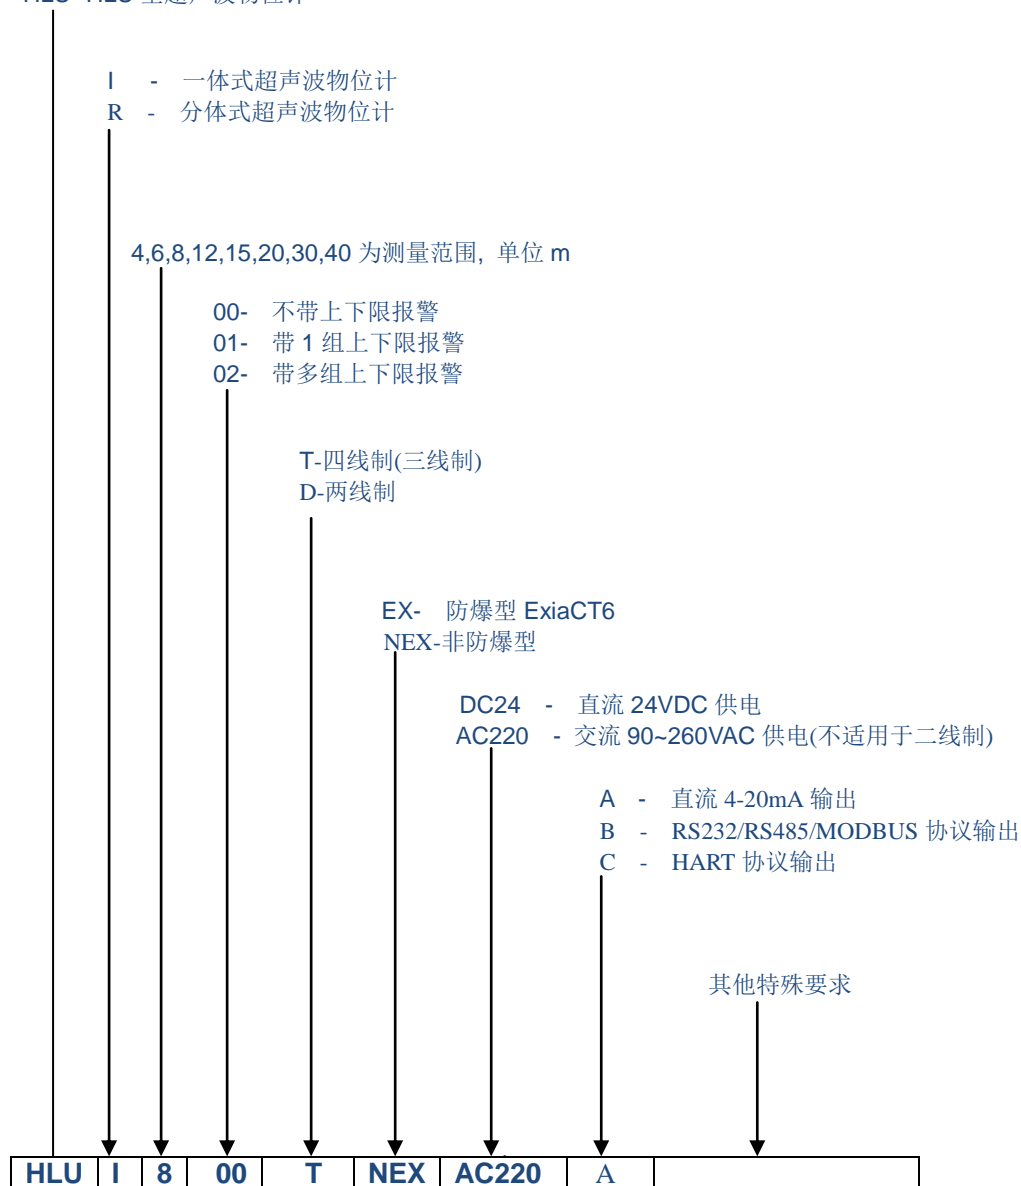 I - 一体式超声波物位计
R - 分体式超声波物位计
4,6,8,12,15,20,30,40 为测量范围, 单位 m
00- 不带上下限报警
01- 带 1 组上下限报警
02- 带多组上下限报警
T-四线制(三线制)
D-两线制
EX- 防爆型 ExiaCT6
NEX-非防爆型
DC24 - 直流 24VDC 供电
AC220 - 交流 90~260VAC 供电(不适用于二线制)
A - 直流 4-20mA 输出
B - RS232/RS485/MODBUS 协议输出
C - HART 协议输出
其他特殊要求
HLU I 8 00 T NEX AC220 A